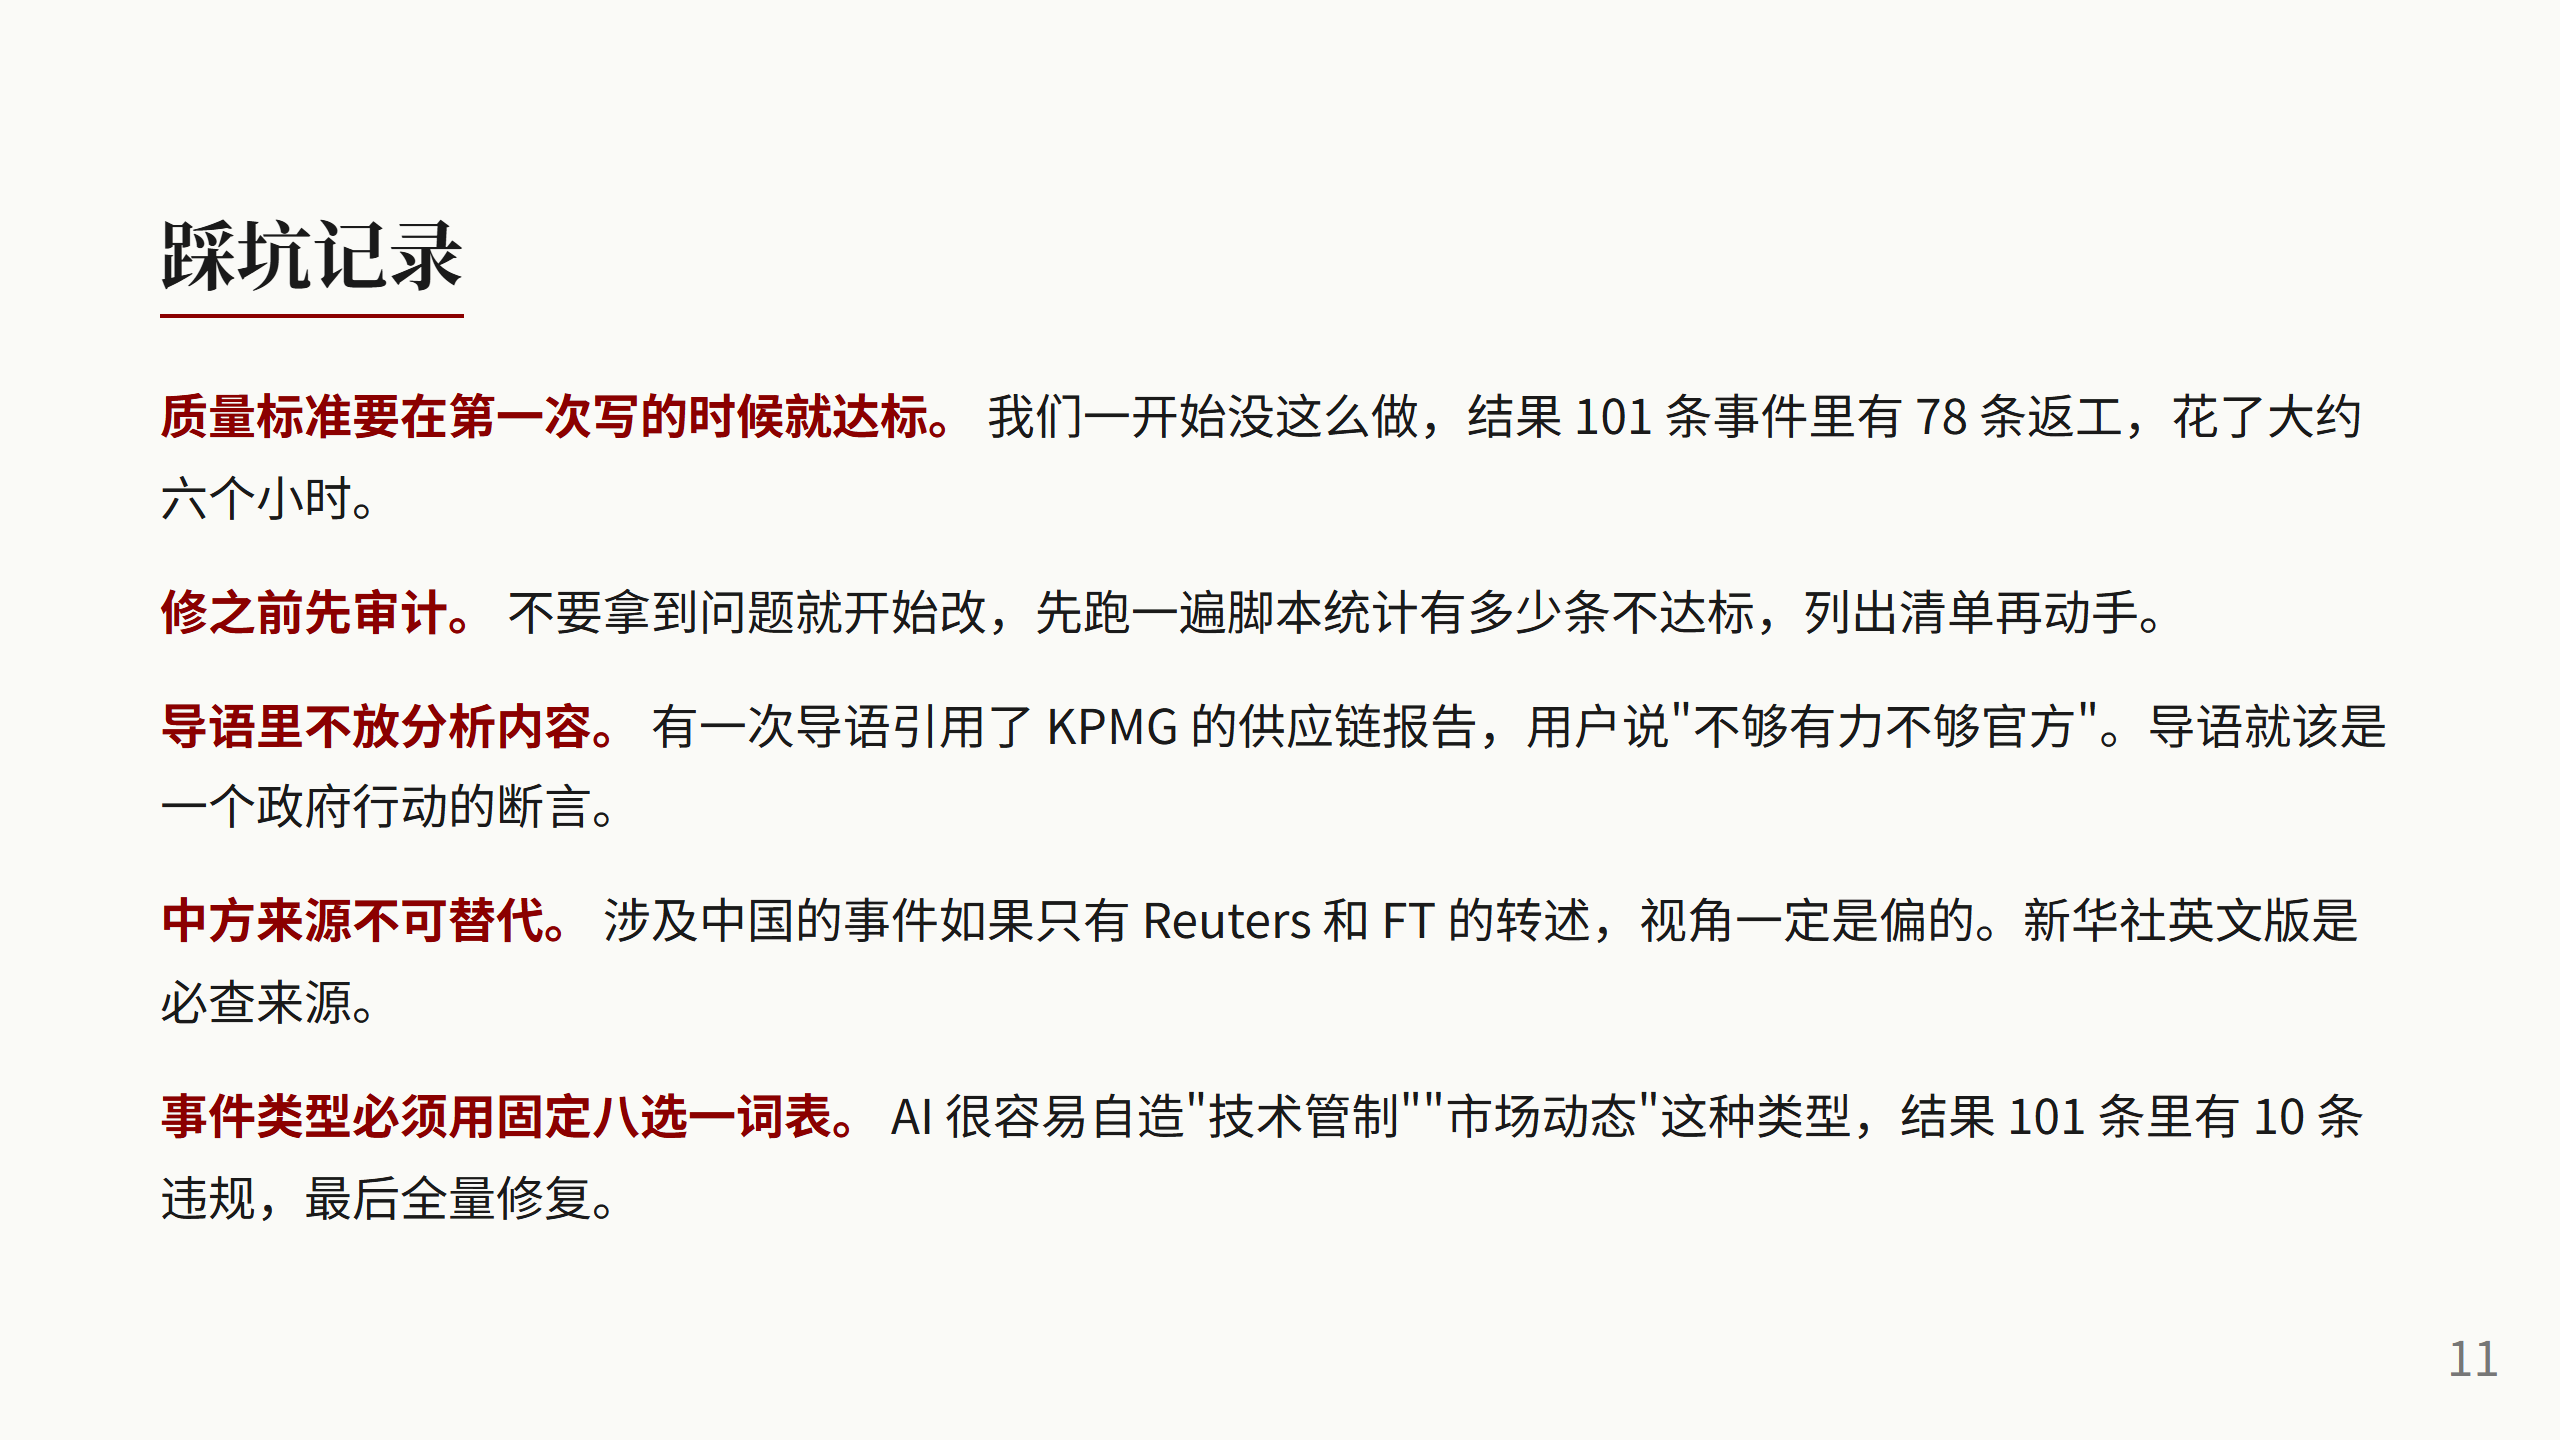 踩坑记录
质量标准要在第一次写的时候就达标。 我们一开始没这么做，结果 101 条事件里有 78 条返工，花了大约
六个小时。
修之前先审计。 不要拿到问题就开始改，先跑一遍脚本统计有多少条不达标，列出清单再动手。
导语里不放分析内容。 有一次导语引用了 KPMG 的供应链报告，用户说"不够有力不够官方"。导语就该是
一个政府行动的断言。
中方来源不可替代。 涉及中国的事件如果只有 Reuters 和 FT 的转述，视角一定是偏的。新华社英文版是
必查来源。
事件类型必须用固定八选一词表。 AI 很容易自造"技术管制""市场动态"这种类型，结果 101 条里有 10 条
违规，最后全量修复。
11